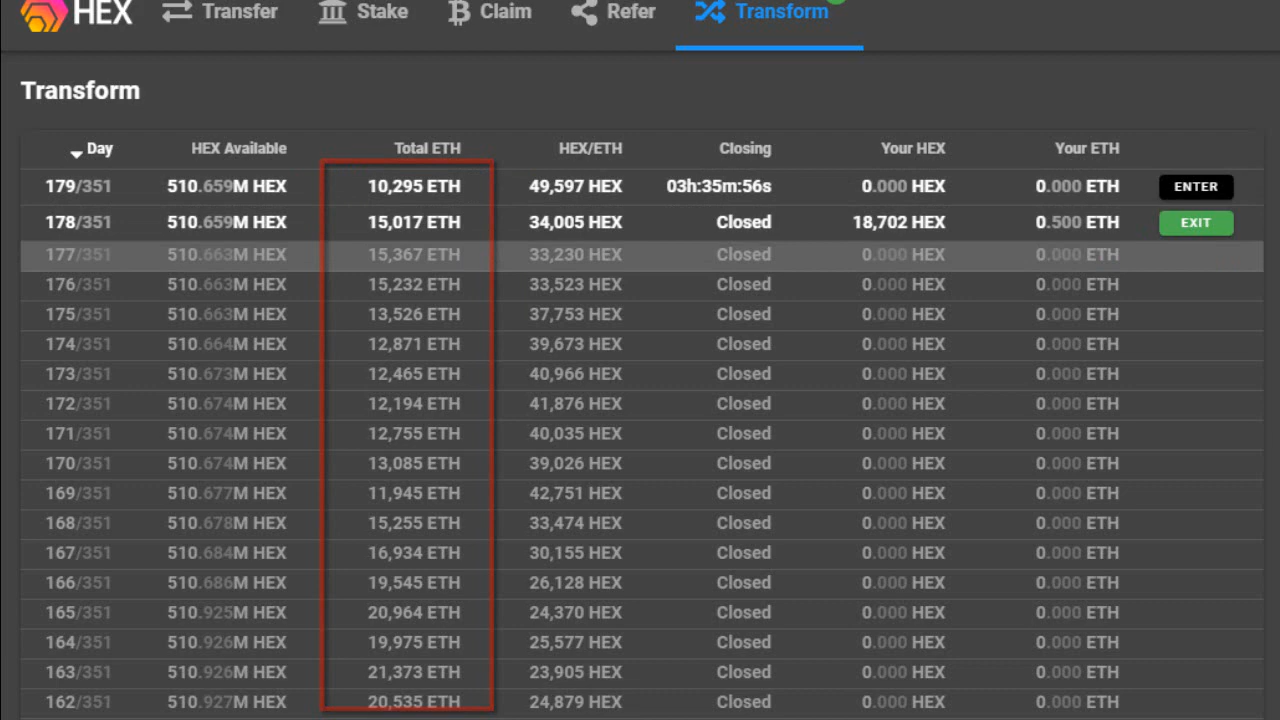 HEX Transfer Stake Claim Refer Transform
Transform
Day HEX Available Total ETH HEX/ETH Closing Your HEX Your ETH
179/351 510.659M HEX 10,295 ETH 49,597 HEX 03h:35m:56s 0.000 HEX 0.000 ETH ENTER
178/351 510.659M HEX 15,017 ETH 34,005 HEX Closed 18,702 HEX 0.500 ETH EXIT
177/351 510.663M HEX 15,367 ETH 33,230 HEX Closed 0.000 HEX 0.000 ETH
176/351 510.663M HEX 15,232 ETH 33,523 HEX Closed 0.000 HEX 0.000 ETH
175/351 510.663M HEX 13,526 ETH 37,753 HEX Closed 0.000 HEX 0.000 ETH
174/351 510.664M HEX 12,871 ETH 39,673 HEX Closed 0.000 HEX 0.000 ETH
173/351 510.673M HEX 12,465 ETH 40,966 HEX Closed 0.000 HEX 0.000 ETH
172/351 510.674M HEX 12,194 ETH 41,876 HEX Closed 0.000 HEX 0.000 ETH
171/351 510.674M HEX 12,755 ETH 40,035 HEX Closed 0.000 HEX 0.000 ETH
170/351 510.674M HEX 13,085 ETH 39,026 HEX Closed 0.000 HEX 0.000 ETH
169/351 510.677M HEX 11,945 ETH 42,751 HEX Closed 0.000 HEX 0.000 ETH
168/351 510.678M HEX 15,255 ETH 33,474 HEX Closed 0.000 HEX 0.000 ETH
167/351 510.684M HEX 16,934 ETH 30,155 HEX Closed 0.000 HEX 0.000 ETH
166/351 510.686M HEX 19,545 ETH 26,128 HEX Closed 0.000 HEX 0.000 ETH
165/351 510.925M HEX 20,964 ETH 24,370 HEX Closed 0.000 HEX 0.000 ETH
164/351 510.926M HEX 19,975 ETH 25,577 HEX Closed 0.000 HEX 0.000 ETH
163/351 510.926M HEX 21,373 ETH 23,905 HEX Closed 0.000 HEX 0.000 ETH
162/351 510.927M HEX 20,535 ETH 24,879 HEX Closed 0.000 HEX 0.000 ETH